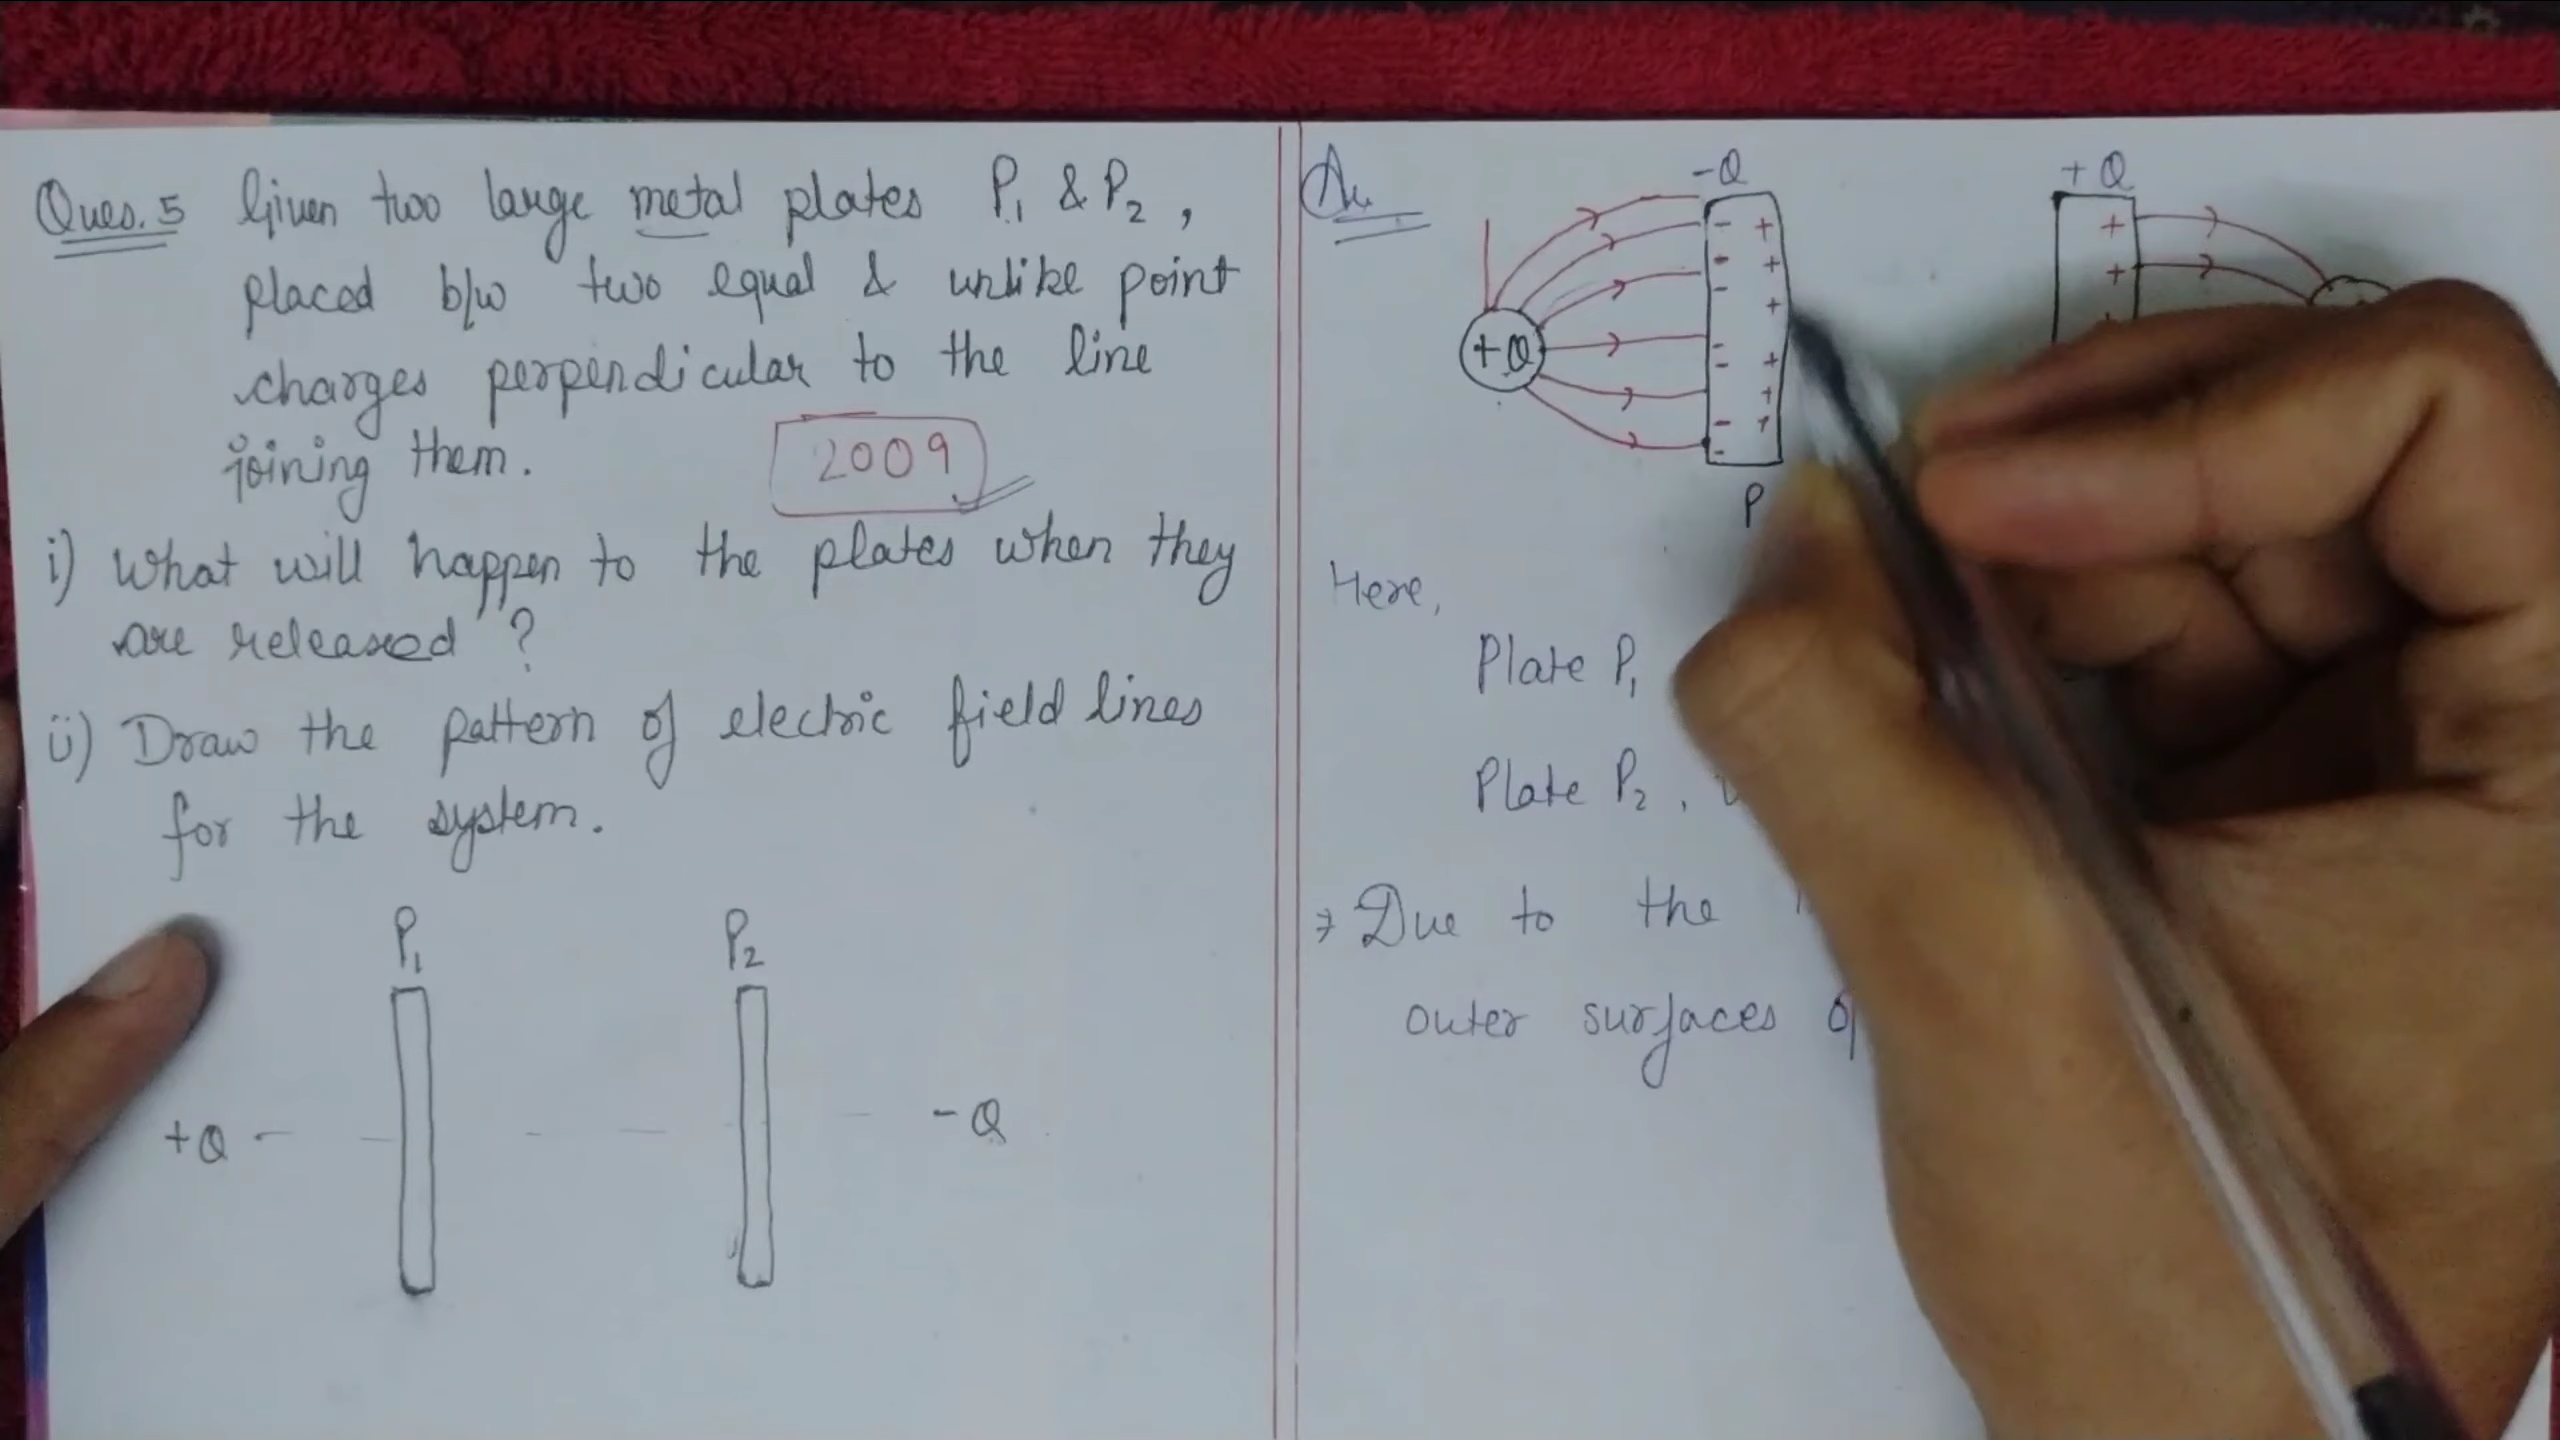 Ques. 5 Given two large metal plates P₁ & P₂,
placed b/w two equal & unlike point
charges perpendicular to the line
joining them.
2009
i) What will happen to the plates when they
are released ?
ii) Draw the pattern of electric field lines
for the system.
P₁ P₂
+Q - - - - - Q
-Q +Q
- +
- +
- +
+Q
- +
- +
+
- +
-
+
+
P
Here,
Plate P₁
Plate P₂ .
→ Due to the
outer surfaces